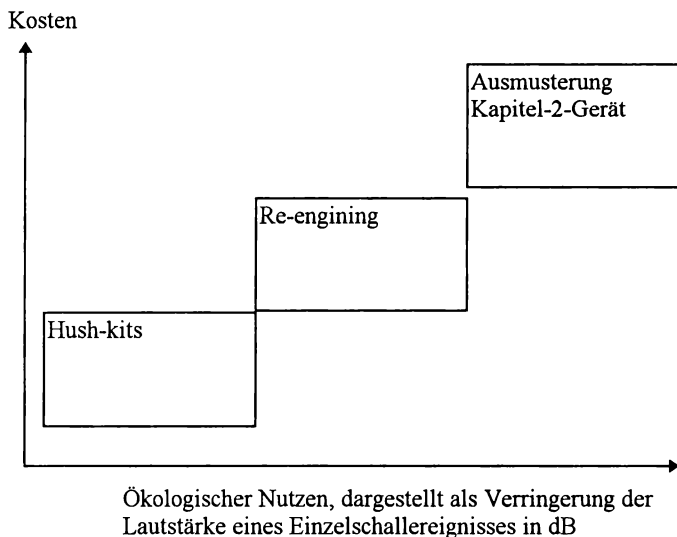 Kosten
Ausmusterung
Kapitel-2-Gerät
Re-engining
Hush-kits
Ökologischer Nutzen, dargestellt als Verringerung der
Lautstärke eines Einzelschallereignisses in dB